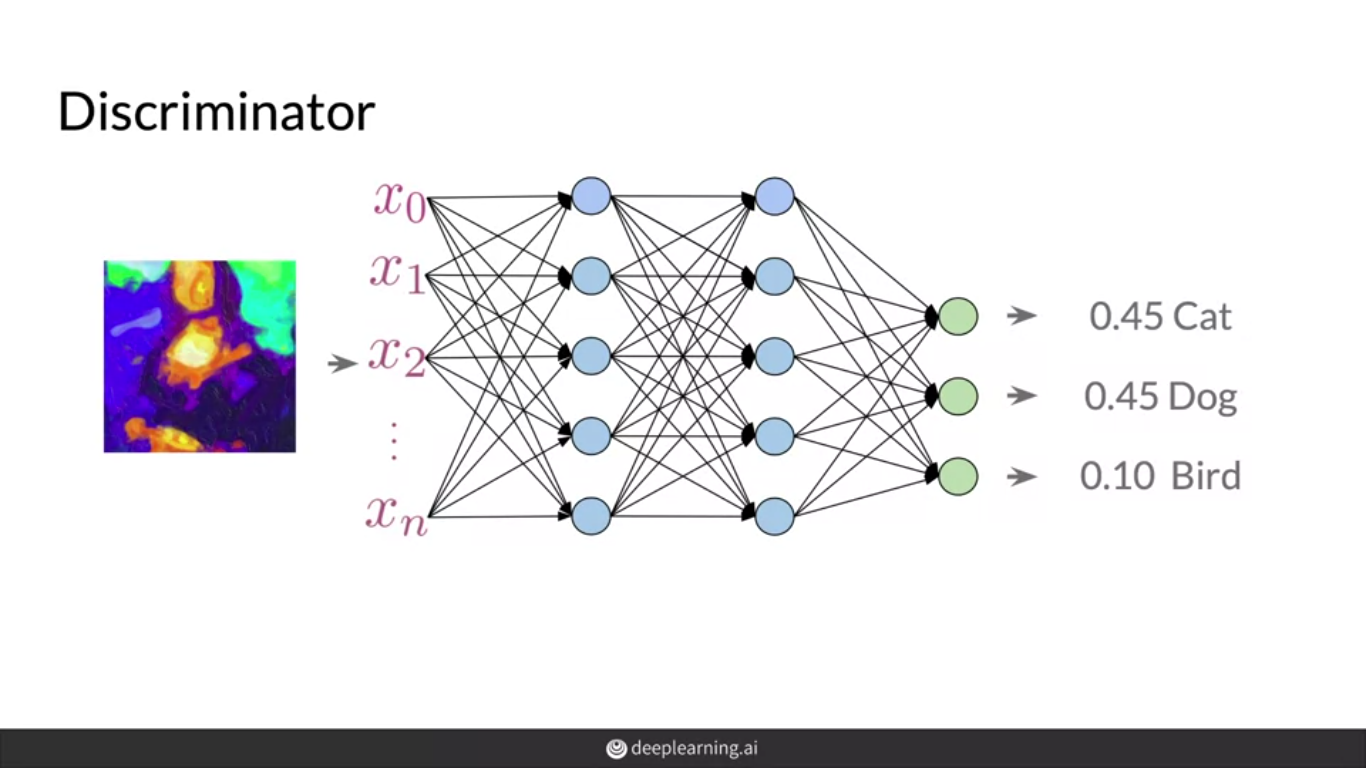 Discriminator
x₀
x₁
x₂
⋮
xₙ
0.45 Cat
0.45 Dog
0.10 Bird
deeplearning.ai